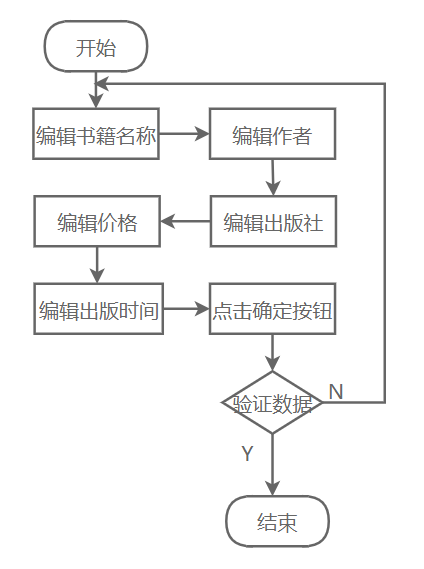 开始
编辑书籍名称
编辑作者
编辑出版社
编辑价格
编辑出版时间
点击确定按钮
验证数据
N
Y
结束